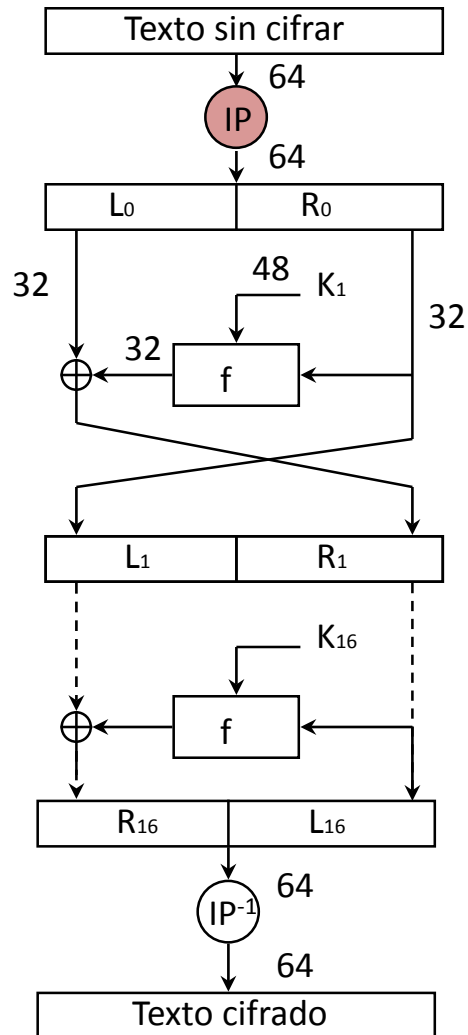 Texto sin cifrar
64
IP
64
L₀ R₀
48
K₁
32
32
32
f
L₁ R₁
K₁₆
f
R₁₆ L₁₆
64
IP⁻¹
64
Texto cifrado